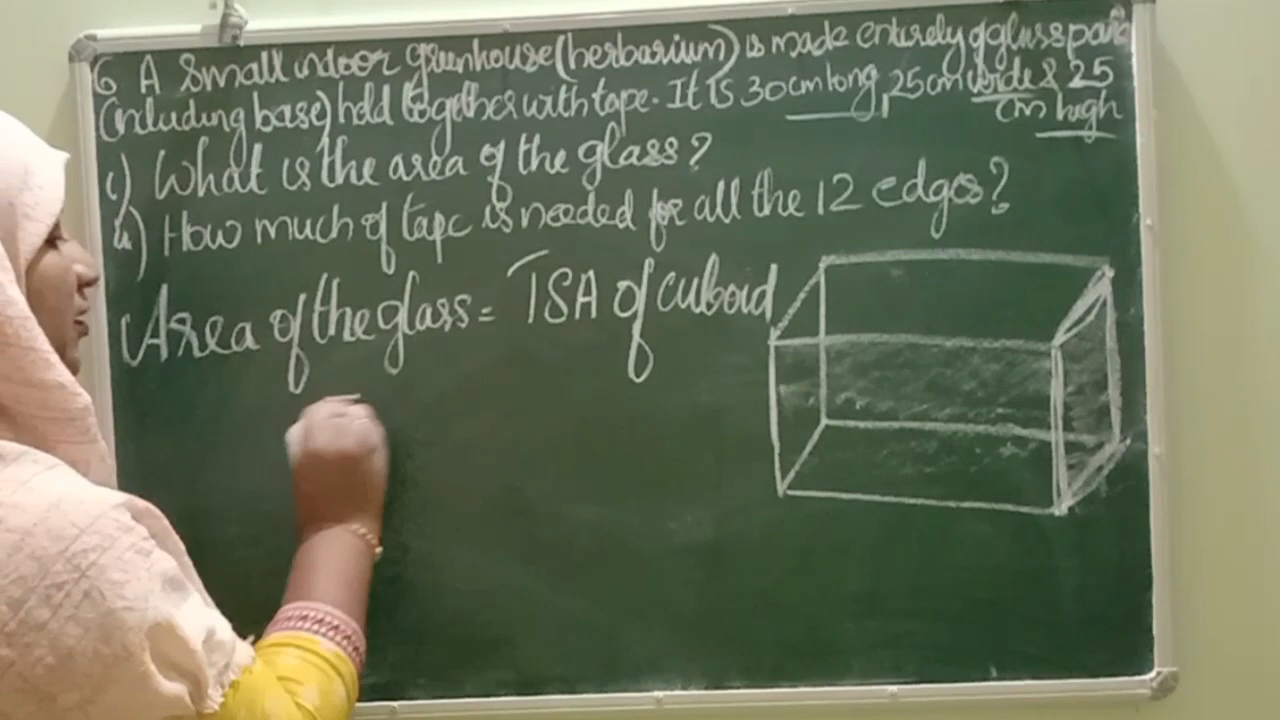 6 A Small indoor greenhouse (herbarium) is made entirely of glass pane
(including base) held together with tape. It is 30 cm long, 25 cm wide & 25
cm high
i) What is the area of the glass?
ii) How much of tape is needed for all the 12 edges?
Area of the glass = TSA of cuboid